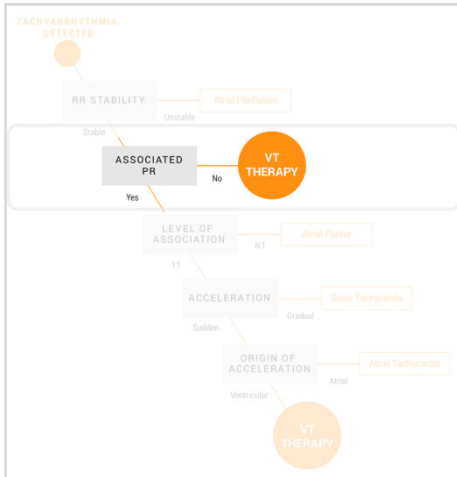 TACHYARRHYTHMIA
DETECTED
RR STABILITY
Atrial Fibrillation
Unstable
Stable
ASSOCIATED
PR
VT
THERAPY
No
Yes
LEVEL OF
ASSOCIATION
Atrial Flutter
N:1
1:1
ACCELERATION
Sinus Tachycardia
Gradual
Sudden
ORIGIN OF
ACCELERATION
Atrial Tachycardia
Atrial
Ventricular
VT
THERAPY